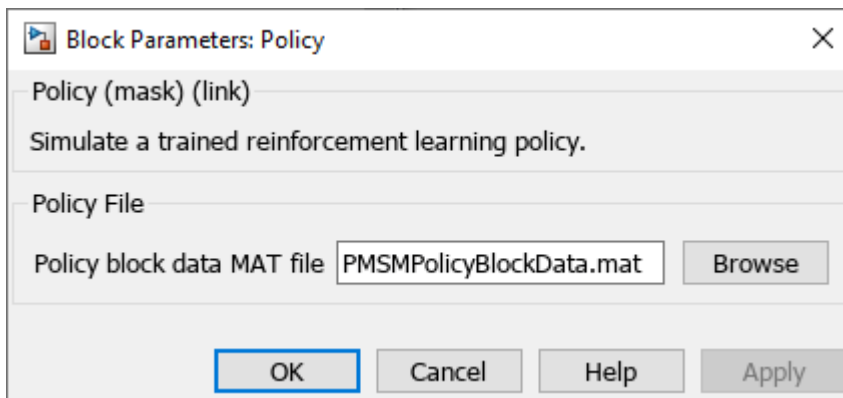 Block Parameters: Policy
Policy (mask) (link)
Simulate a trained reinforcement learning policy.
Policy File
Policy block data MAT file PMSMPolicyBlockData.mat Browse
OK Cancel Help Apply